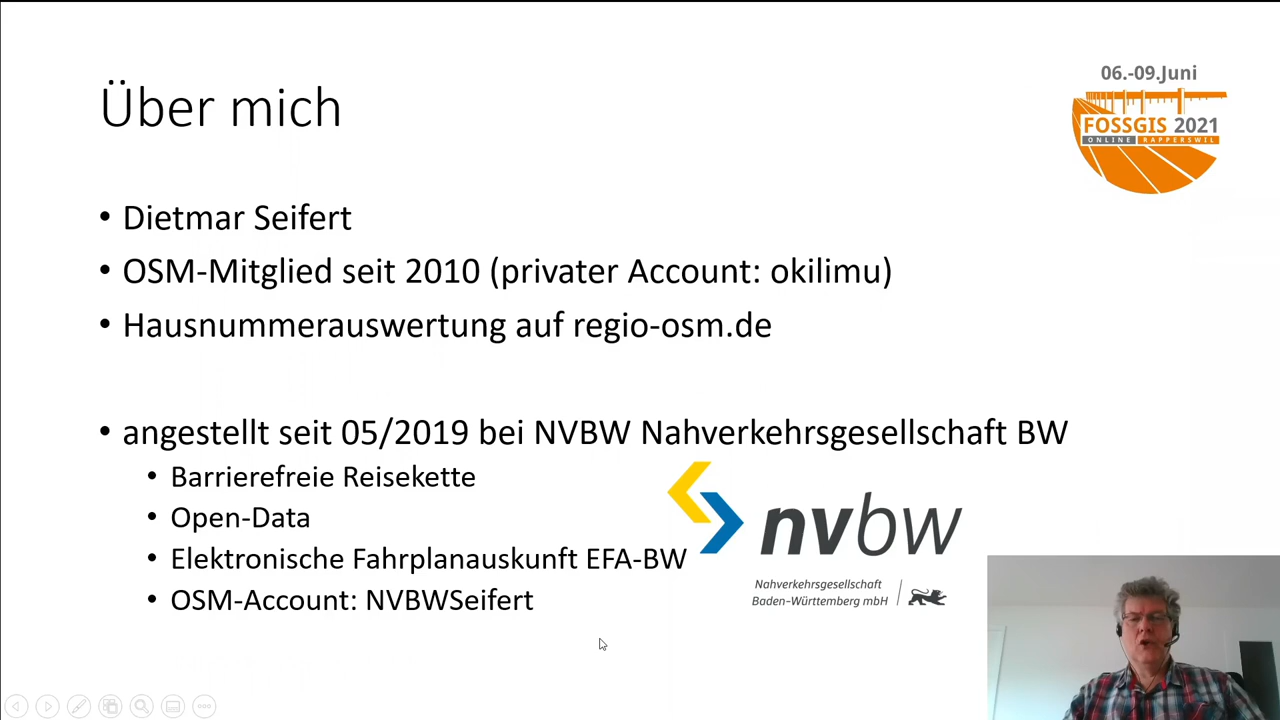 Über mich
06.-09.Juni
FOSSGIS 2021
ONLINE RAPPERSWIL
• Dietmar Seifert
• OSM-Mitglied seit 2010 (privater Account: okilimu)
• Hausnummerauswertung auf regio-osm.de
• angestellt seit 05/2019 bei NVBW Nahverkehrsgesellschaft BW
• Barrierefreie Reisekette
• Open-Data
• Elektronische Fahrplanauskunft EFA-BW
• OSM-Account: NVBWSeifert
nvbw
Nahverkehrsgesellschaft
Baden-Württemberg mbH